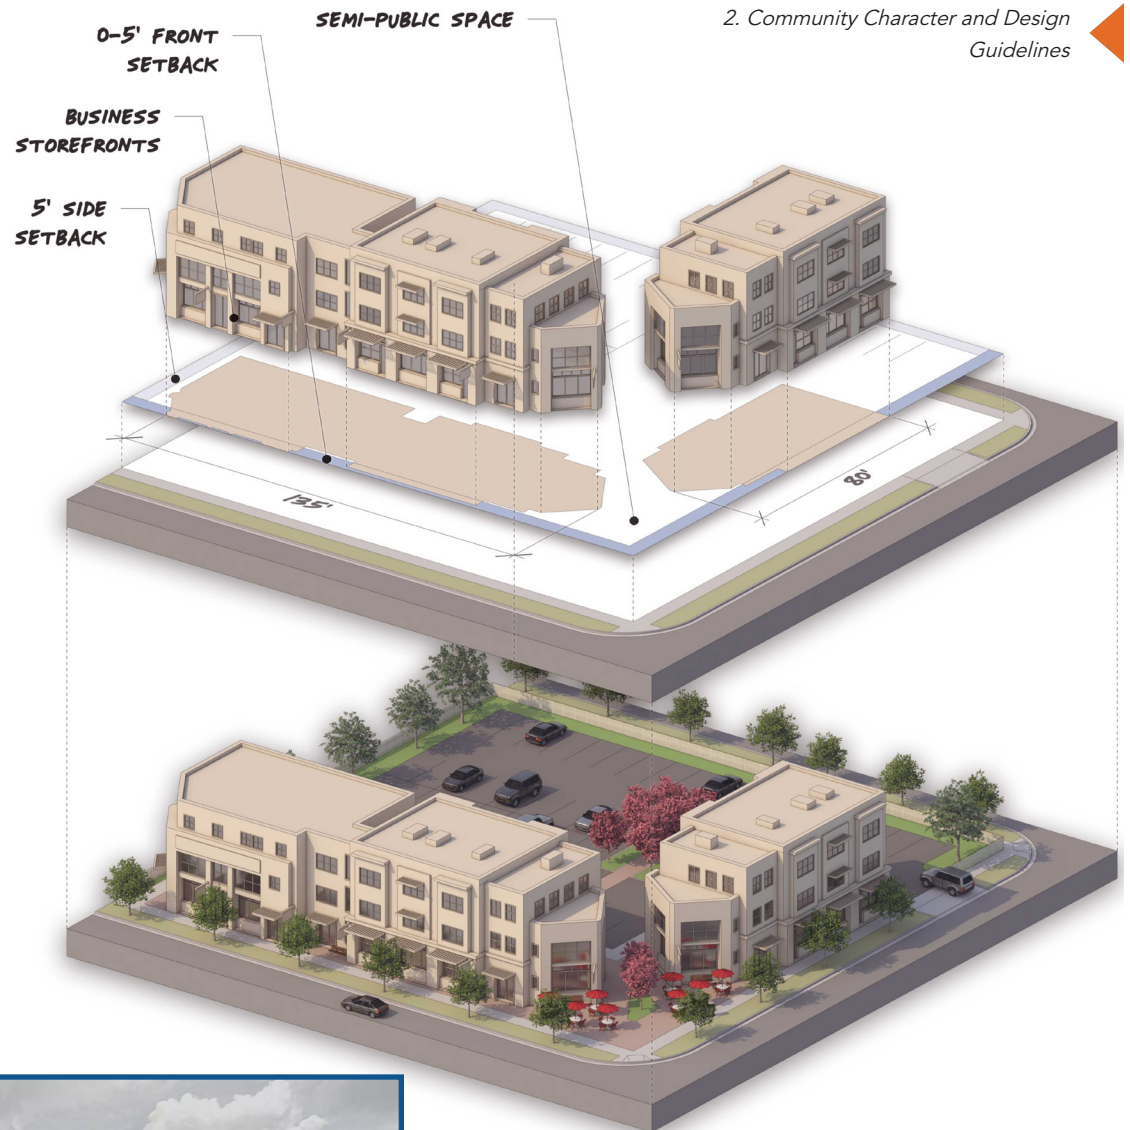 2. Community Character and Design
Guidelines
SEMI-PUBLIC SPACE
0-5' FRONT
SETBACK
BUSINESS
STOREFRONTS
5' SIDE
SETBACK
135'
80'